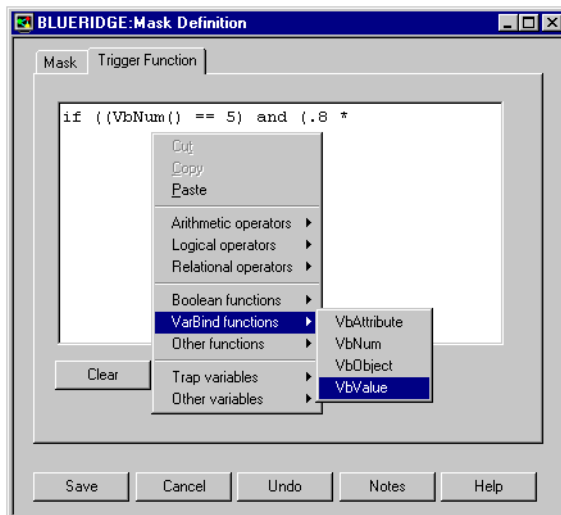 BLUERIDGE:Mask Definition
Mask
Trigger Function
if ((VbNum() == 5) and (.8 *
Cut
Copy
Paste
Arithmetic operators
Logical operators
Relational operators
Boolean functions
VarBind functions
Other functions
Trap variables
Other variables
VbAttribute
VbNum
VbObject
VbValue
Clear
Save
Cancel
Undo
Notes
Help